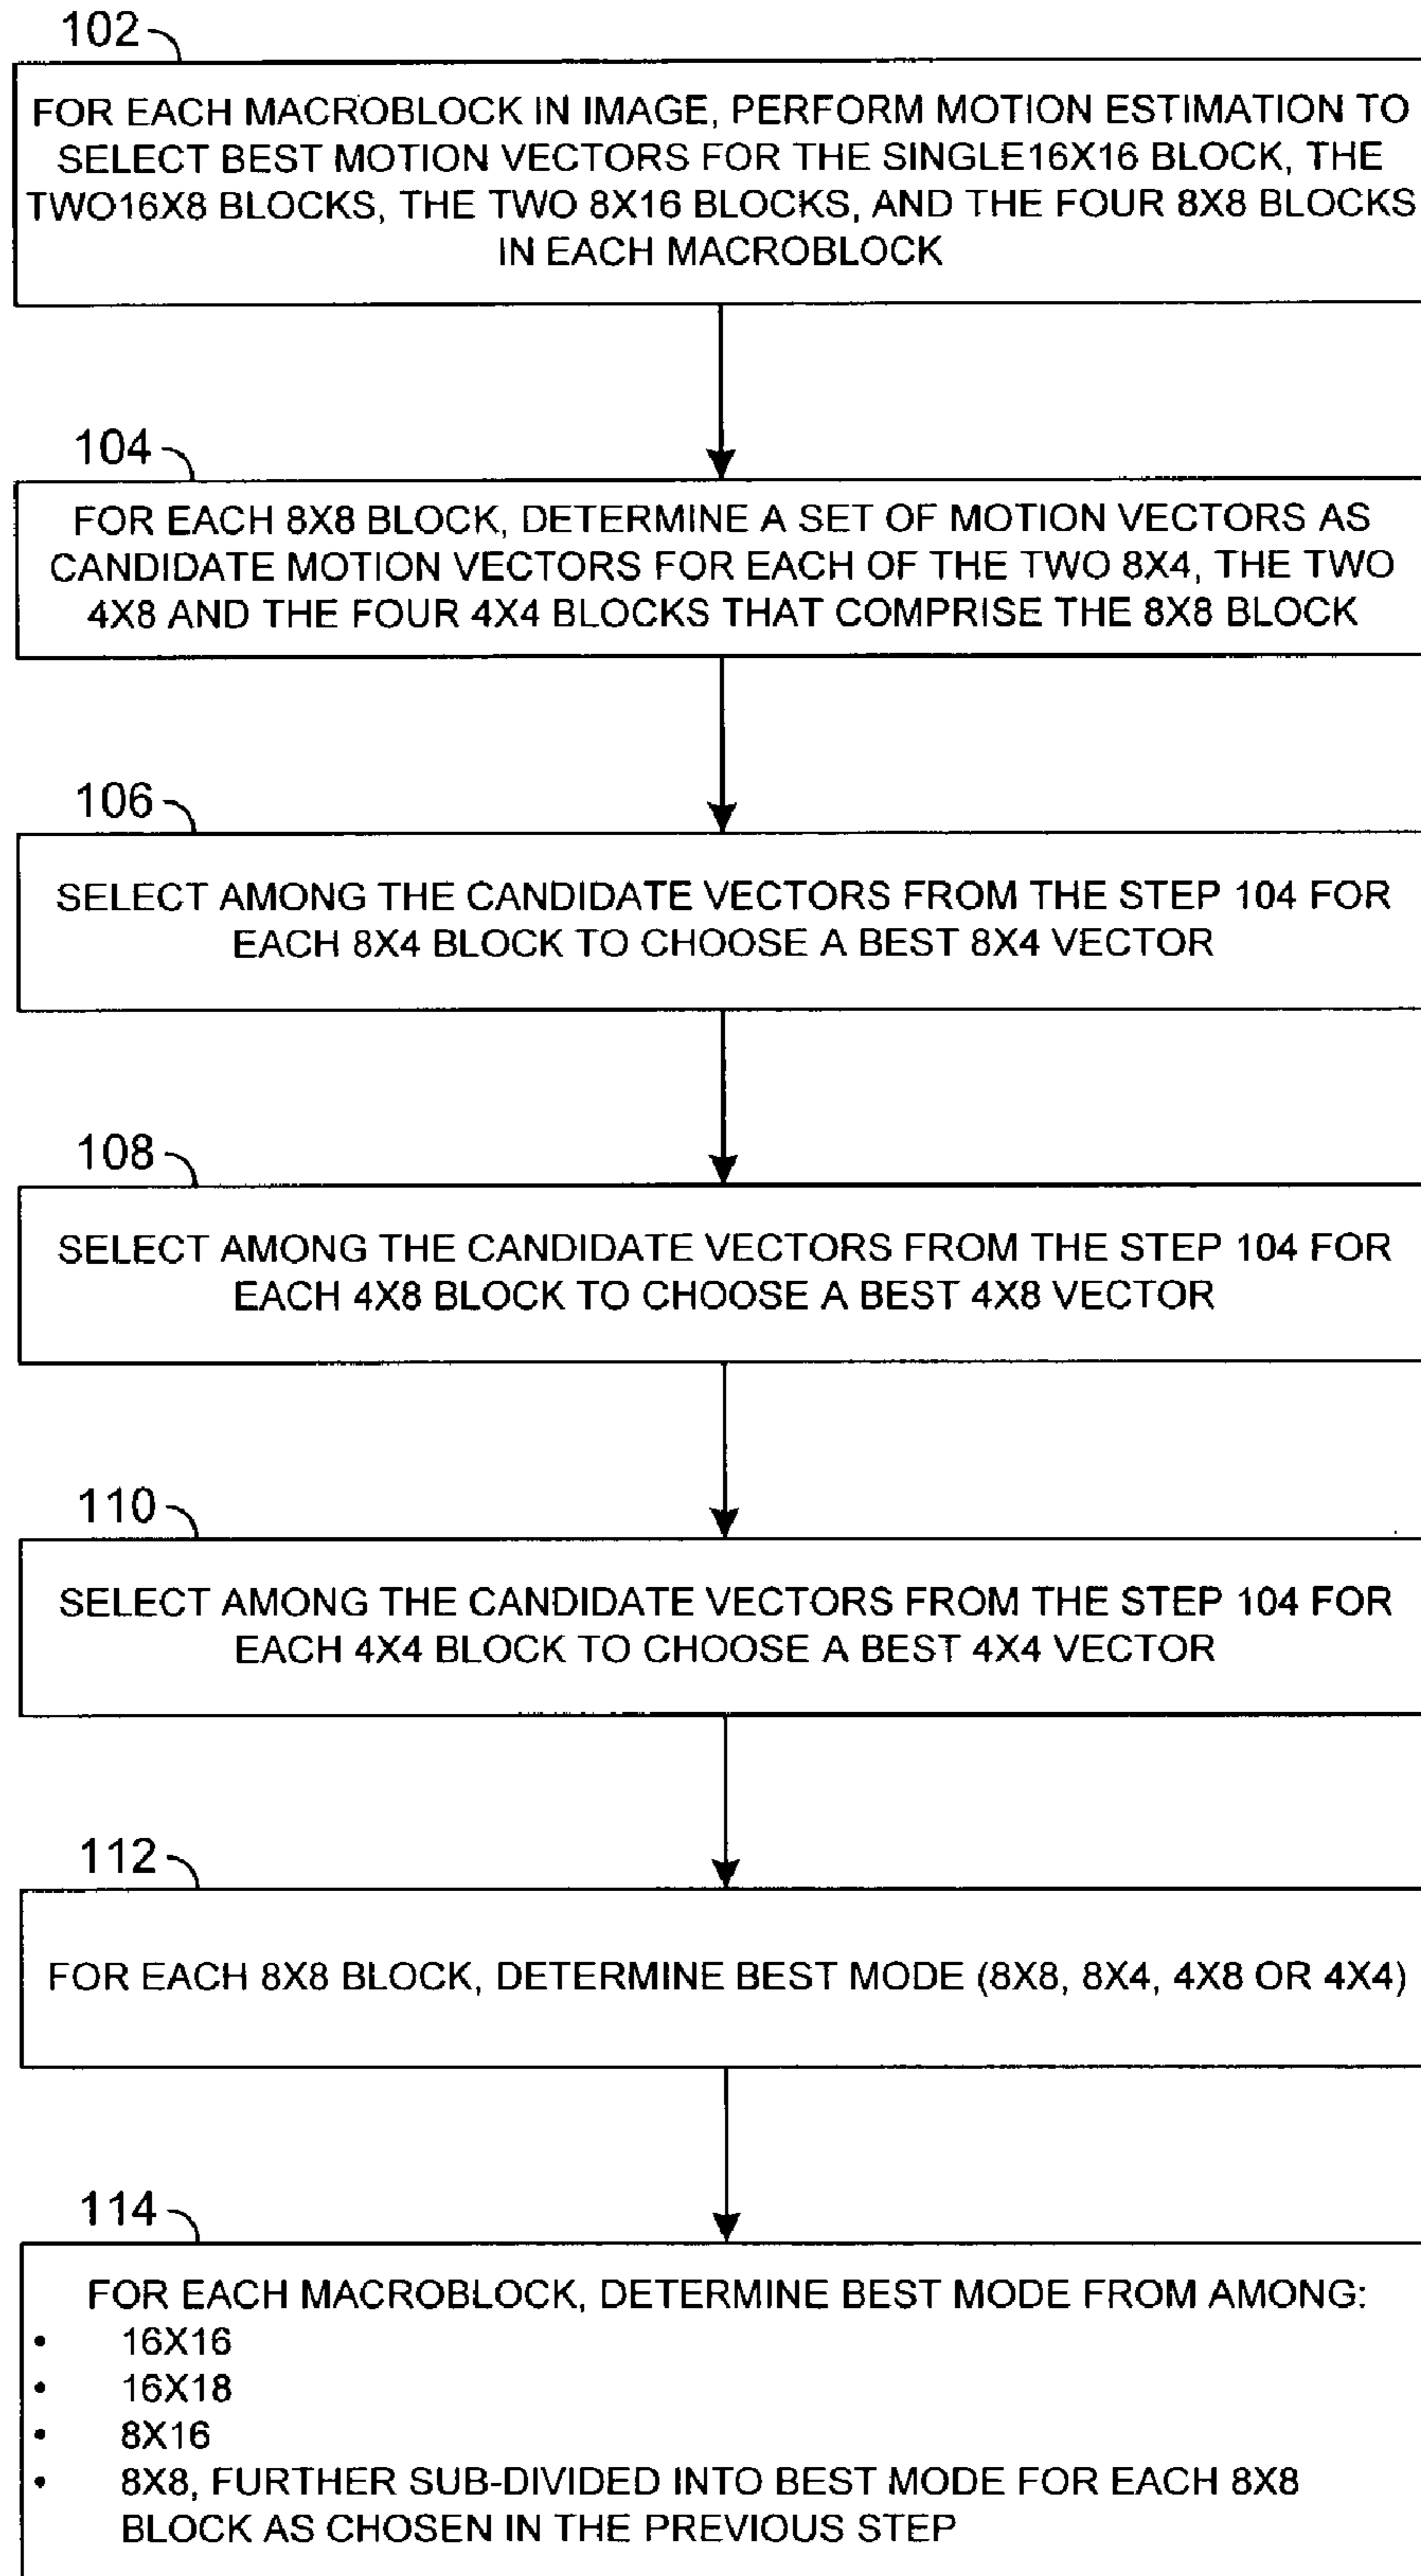 102
FOR EACH MACROBLOCK IN IMAGE, PERFORM MOTION ESTIMATION TO
SELECT BEST MOTION VECTORS FOR THE SINGLE16X16 BLOCK, THE
TWO16X8 BLOCKS, THE TWO 8X16 BLOCKS, AND THE FOUR 8X8 BLOCKS
IN EACH MACROBLOCK
104
FOR EACH 8X8 BLOCK, DETERMINE A SET OF MOTION VECTORS AS
CANDIDATE MOTION VECTORS FOR EACH OF THE TWO 8X4, THE TWO
4X8 AND THE FOUR 4X4 BLOCKS THAT COMPRISE THE 8X8 BLOCK
106
SELECT AMONG THE CANDIDATE VECTORS FROM THE STEP 104 FOR
EACH 8X4 BLOCK TO CHOOSE A BEST 8X4 VECTOR
108
SELECT AMONG THE CANDIDATE VECTORS FROM THE STEP 104 FOR
EACH 4X8 BLOCK TO CHOOSE A BEST 4X8 VECTOR
110
SELECT AMONG THE CANDIDATE VECTORS FROM THE STEP 104 FOR
EACH 4X4 BLOCK TO CHOOSE A BEST 4X4 VECTOR
112
FOR EACH 8X8 BLOCK, DETERMINE BEST MODE (8X8, 8X4, 4X8 OR 4X4)
114
FOR EACH MACROBLOCK, DETERMINE BEST MODE FROM AMONG:
• 16X16
• 16X18
• 8X16
• 8X8, FURTHER SUB-DIVIDED INTO BEST MODE FOR EACH 8X8
BLOCK AS CHOSEN IN THE PREVIOUS STEP